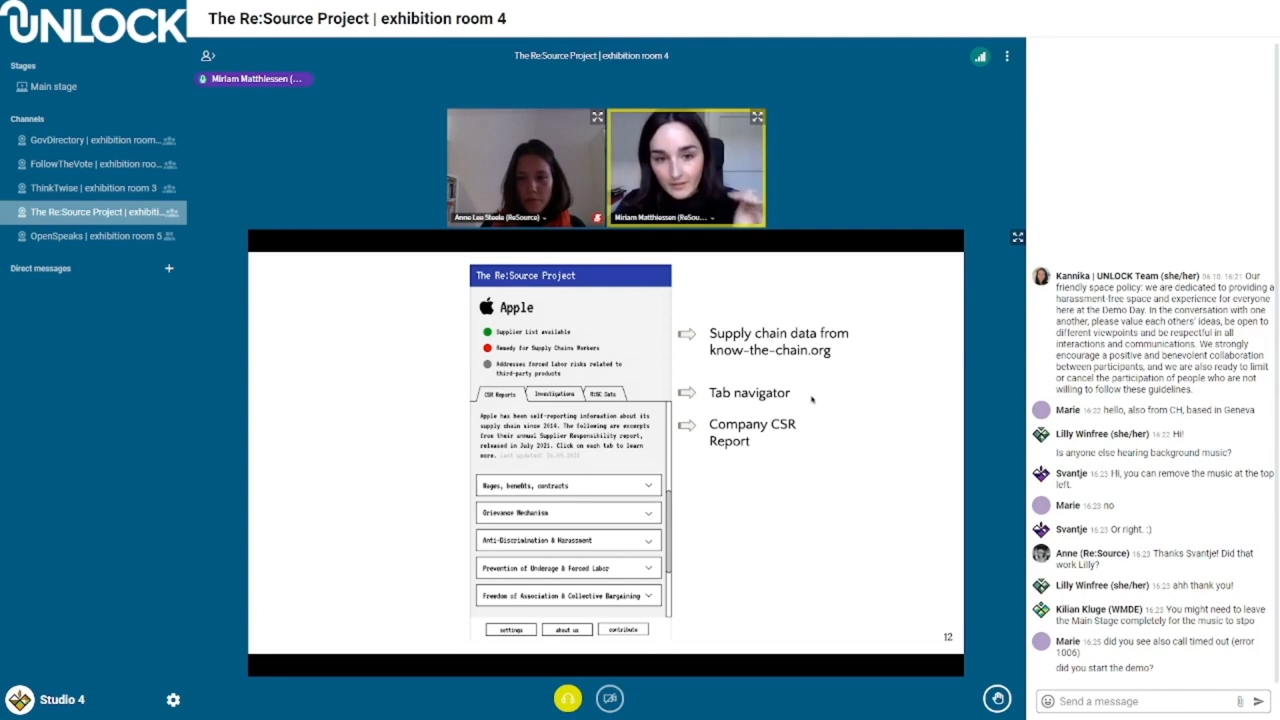 UNLOCK
The Re:Source Project | exhibition room 4
Stages
Main stage
Channels
GovDirectory | exhibition room...
FollowTheVote | exhibition roo...
ThinkTwise | exhibition room 3
The Re:Source Project | exhibiti...
OpenSpeaks | exhibition room 5
Direct messages
Studio 4
The Re:Source Project | exhibition room 4
Miriam Matthiessen (...
Anne Lee Steele (ReSource)
Miriam Matthiessen (ReSou...
The Re:Source Project
Apple
Supplier List available
Remedy for Supply Chains Workers
Addresses forced labor risks related to
third-party products
CSR Reports
Investigations
RISC Data
Apple has been self-reporting information about its
supply chain since 2014. The following are excerpts
from their annual Supplier Responsibility report,
released in July 2021. Click on each tab to learn
more. Last updated:
Wages, benefits, contracts
Grievance Mechanism
Anti-Discrimination & Harassment
Prevention of Underage & Forced Labor
Freedom of Association & Collective Bargaining
settings
about us
contribute
Supply chain data from
know-the-chain.org
Tab navigator
Company CSR
Report
12
Kannika | UNLOCK Team (she/her) 06.10, 16:21 Our
friendly space policy: we are dedicated to providing a
harassment-free space and experience for everyone
here at the Demo Day. In the conversation with one
another, please value each others' ideas, be open to
different viewpoints and be respectful in all
interactions and communications. We strongly
encourage a positive and benevolent collaboration
between participants, and we are also ready to limit
or cancel the participation of people who are not
willing to follow these guidelines.
Marie 16:22 hello, also from CH, based in Geneva
Lilly Winfree (she/her) 16:22 Hi!
Is anyone else hearing background music?
Svantje 16:23 Hi, you can remove the music at the top
left.
Marie 16:23 no
Svantje 16:23 Or right. :)
Anne (Re:Source) 16:23 Thanks Svantje! Did that
work Lilly?
Lilly Winfree (she/her) 16:23 ahh thank you!
Kilian Kluge (WMDE) 16:23 You might need to leave
the Main Stage completely for the music to stpo
Marie 16:25 did you see also call timed out (error
1006)
did you start the demo?
Send a message